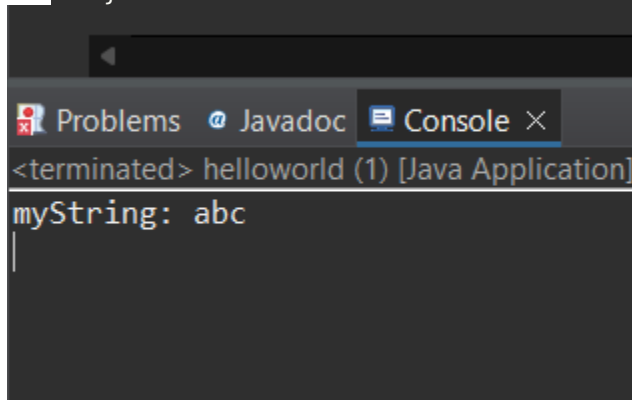 Problems @ Javadoc Console
<terminated> helloworld (1) [Java Application]
myString: abc